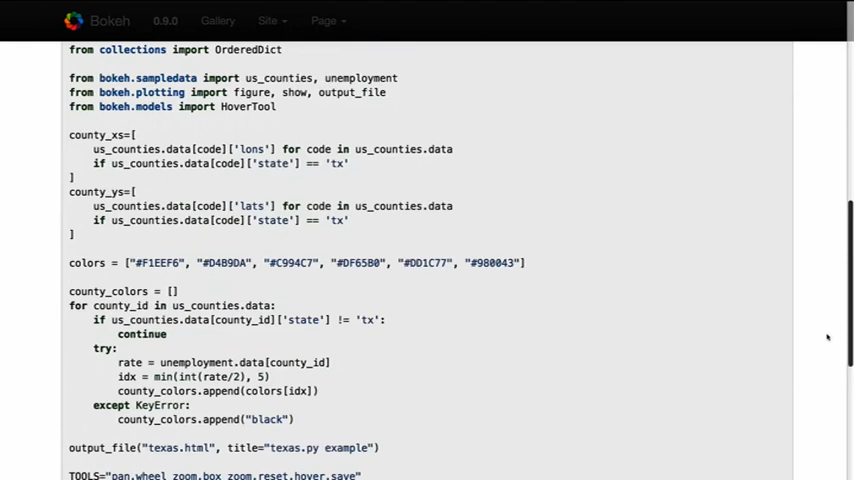 Bokeh 0.9.0 Gallery Site Page
from collections import OrderedDict
from bokeh.sampledata import us_counties, unemployment
from bokeh.plotting import figure, show, output_file
from bokeh.models import HoverTool
county_xs=[
us_counties.data[code]['lons'] for code in us_counties.data
if us_counties.data[code]['state'] == 'tx'
]
county_ys=[
us_counties.data[code]['lats'] for code in us_counties.data
if us_counties.data[code]['state'] == 'tx'
]
colors = ["#F1EEF6", "#D4B9DA", "#C994C7", "#DF65B0", "#DD1C77", "#980043"]
county_colors = []
for county_id in us_counties.data:
if us_counties.data[county_id]['state'] != 'tx':
continue
try:
rate = unemployment.data[county_id]
idx = min(int(rate/2), 5)
county_colors.append(colors[idx])
except KeyError:
county_colors.append("black")
output_file("texas.html", title="texas.py example")
TOOLS="pan,wheel_zoom,box_zoom,reset,hover,save"